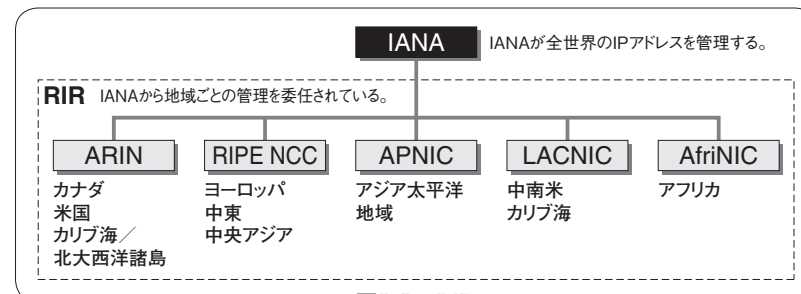 IANA
IANAが全世界のIPアドレスを管理する。
RIR IANAから地域ごとの管理を委任されている。
ARIN
カナダ
米国
カリブ海／
北大西洋諸島
RIPE NCC
ヨーロッパ
中東
中央アジア
APNIC
アジア太平洋
地域
LACNIC
中南米
カリブ海
AfriNIC
アフリカ